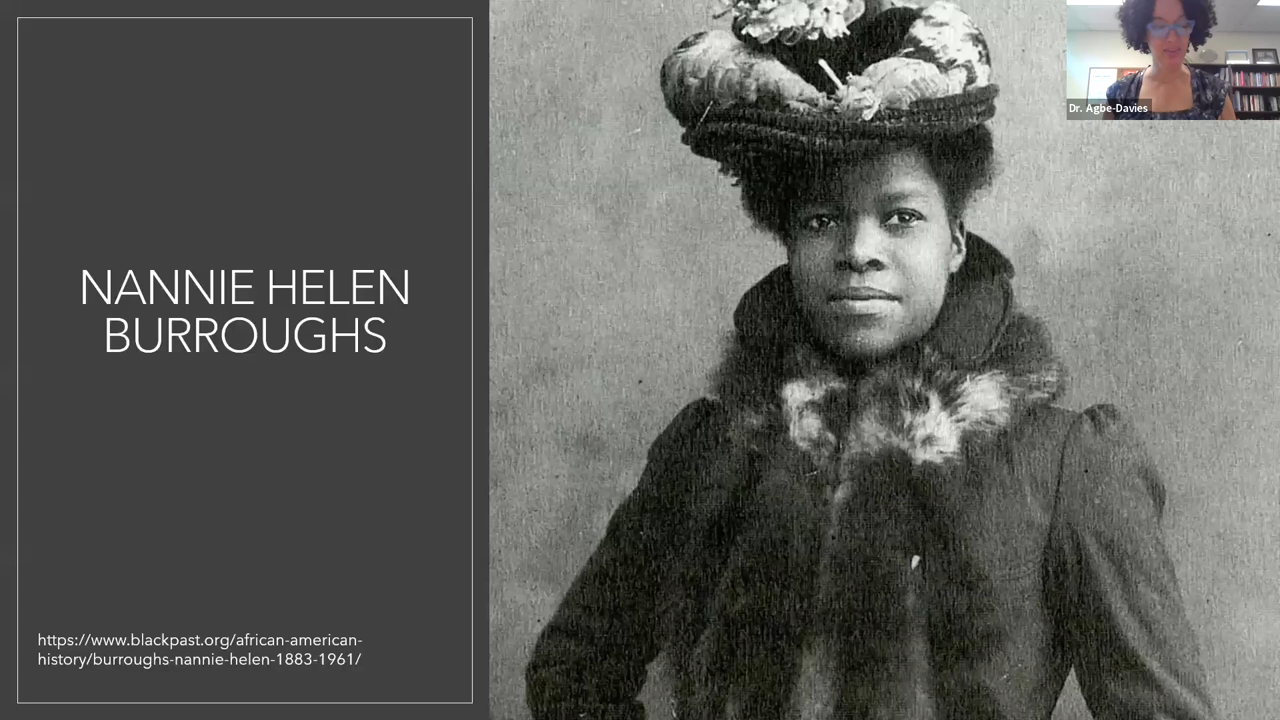 NANNIE HELEN
BURROUGHS
https://www.blackpast.org/african-american-
history/burroughs-nannie-helen-1883-1961/
Dr. Agbe-Davies